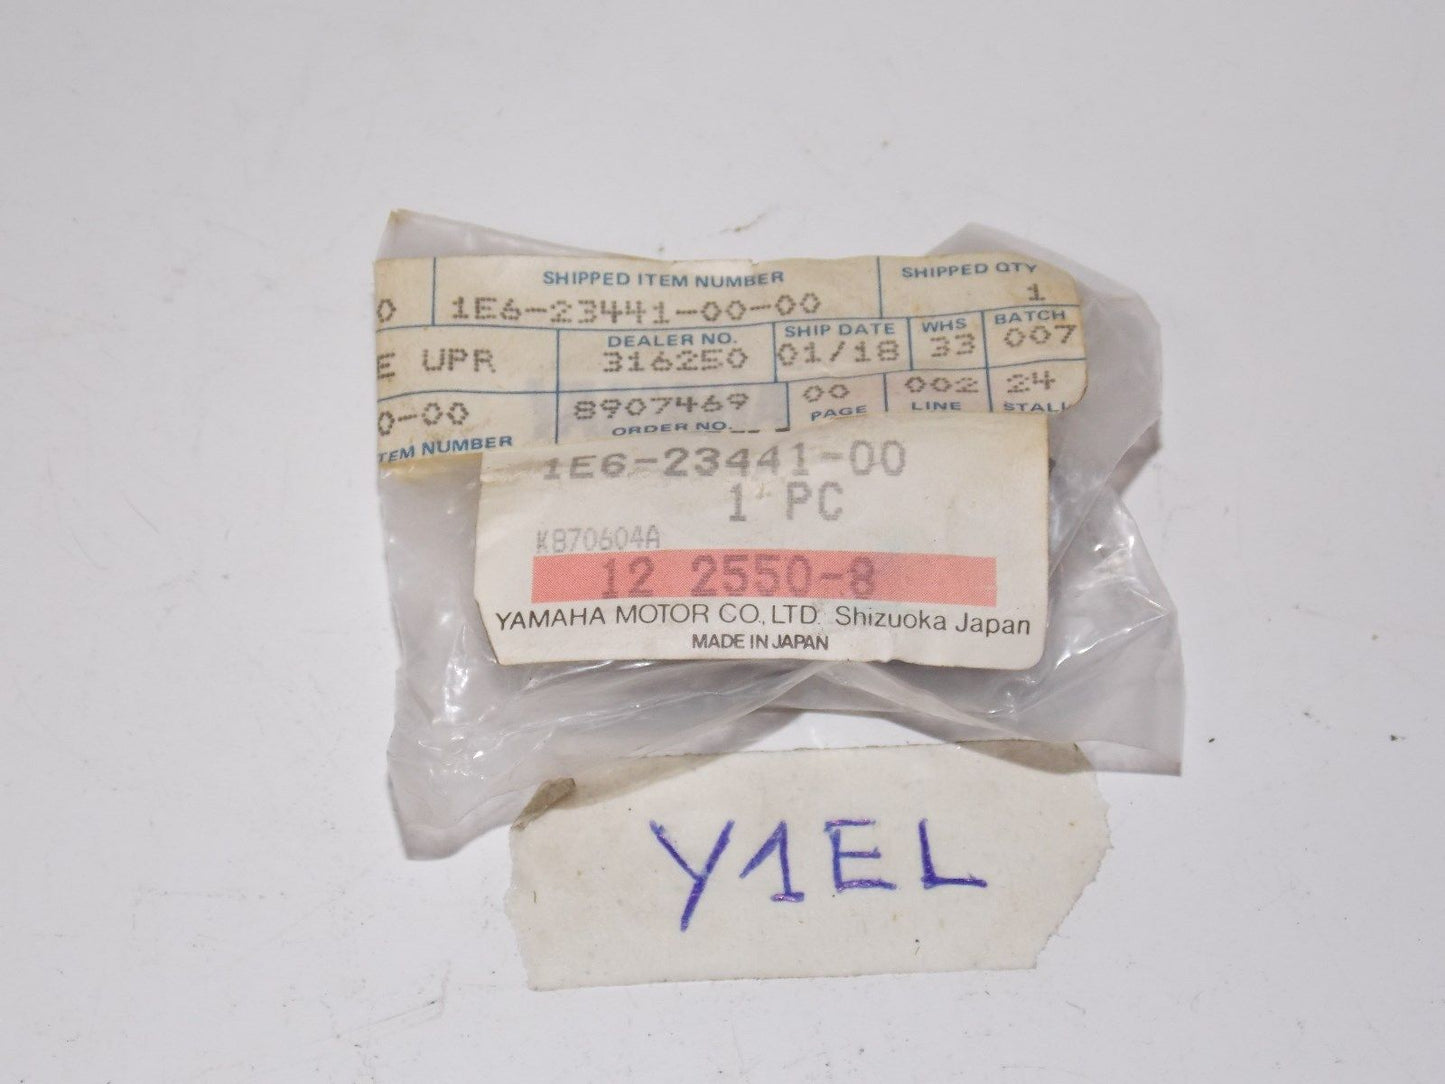 SHIPPED ITEM NUMBER SHIPPED QTY
0 1E6-23441-00-00 1
DEALER NO. SHIP DATE WHS BATCH
E UPR 316250 01/18 33 007
0-00 8907469 00 002 24
TEM NUMBER ORDER NO. PAGE LINE STALL
1E6-23441-00
1 PC
KB70604A
12 2550-8
YAMAHA MOTOR CO., LTD. Shizuoka Japan
MADE IN JAPAN
Y1EL